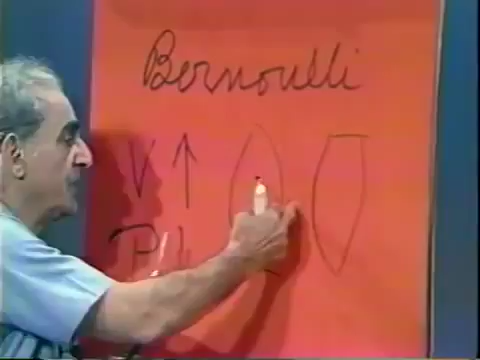 Bernoulli
V ↑
P ↓